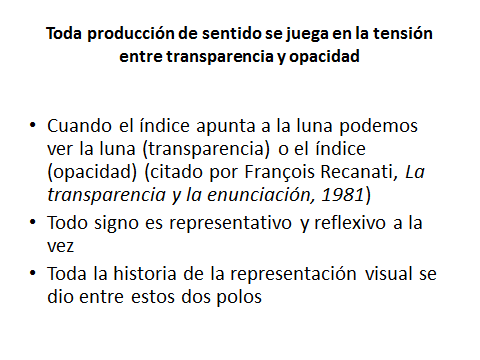 Toda producción de sentido se juega en la tensión
entre transparencia y opacidad
• Cuando el índice apunta a la luna podemos
ver la luna (transparencia) o el índice
(opacidad) (citado por François Recanati, La
transparencia y la enunciación, 1981)
• Todo signo es representativo y reflexivo a la
vez
• Toda la historia de la representación visual se
dio entre estos dos polos